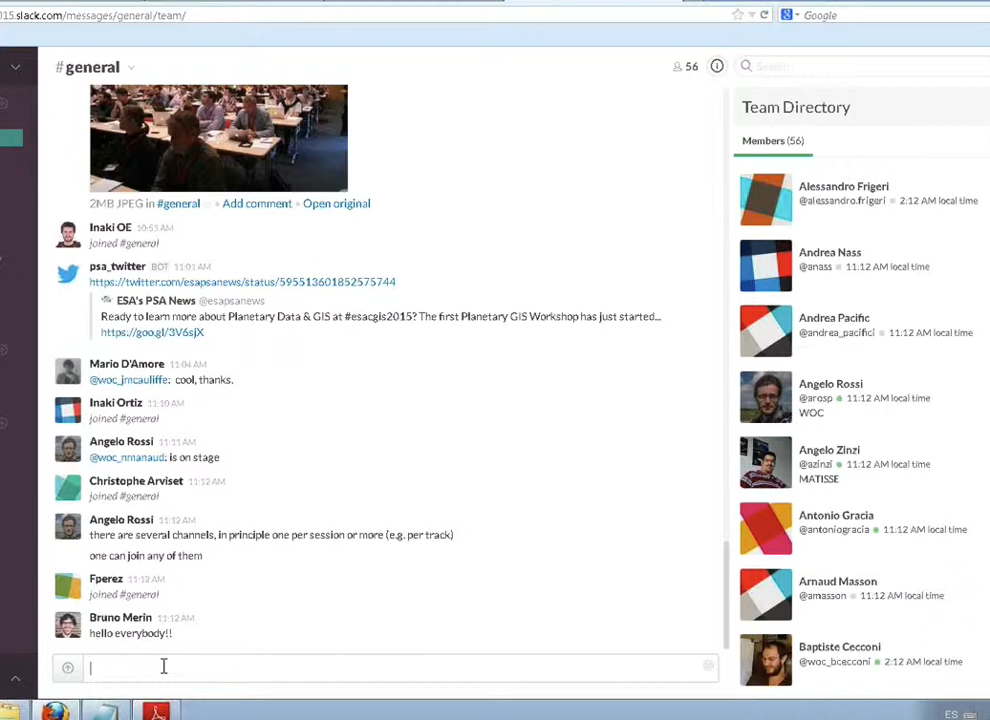 015.slack.com/messages/general/team/
Google
#general
56
Search
2MB JPEG in #general
Add comment • Open original
Inaki OE 10:53 AM
joined #general
psa_twitter BOT 11:01 AM
https://twitter.com/esapsanews/status/595513601852575744
ESA's PSA News @esapsanews
Ready to learn more about Planetary Data & GIS at #esacgis2015? The first Planetary GIS Workshop has just started...
https://goo.gl/3V6sjX
Mario D'Amore 11:04 AM
@woc_jmcauliffe: cool, thanks.
Inaki Ortiz 11:10 AM
joined #general
Angelo Rossi 11:11 AM
@woc_nmanaud: is on stage
Christophe Arviset 11:12 AM
joined #general
Angelo Rossi 11:12 AM
there are several channels, in principle one per session or more (e.g. per track)
one can join any of them
Fperez 11:12 AM
joined #general
Bruno Merin 11:12 AM
hello everybody!!
Team Directory
Members (56)
Alessandro Frigeri
@alessandro.frigeri 2:12 AM local time
Andrea Nass
@anass 11:12 AM local time
Andrea Pacific
@andrea_pacifici 11:12 AM local time
Angelo Rossi
@arosp 11:12 AM local time
WOC
Angelo Zinzi
@azinzi 11:12 AM local time
MATISSE
Antonio Gracia
@antoniogracia 11:12 AM local time
Arnaud Masson
@amasson 11:12 AM local time
Baptiste Cecconi
@woc_bcecconi 2:12 AM local time
ES